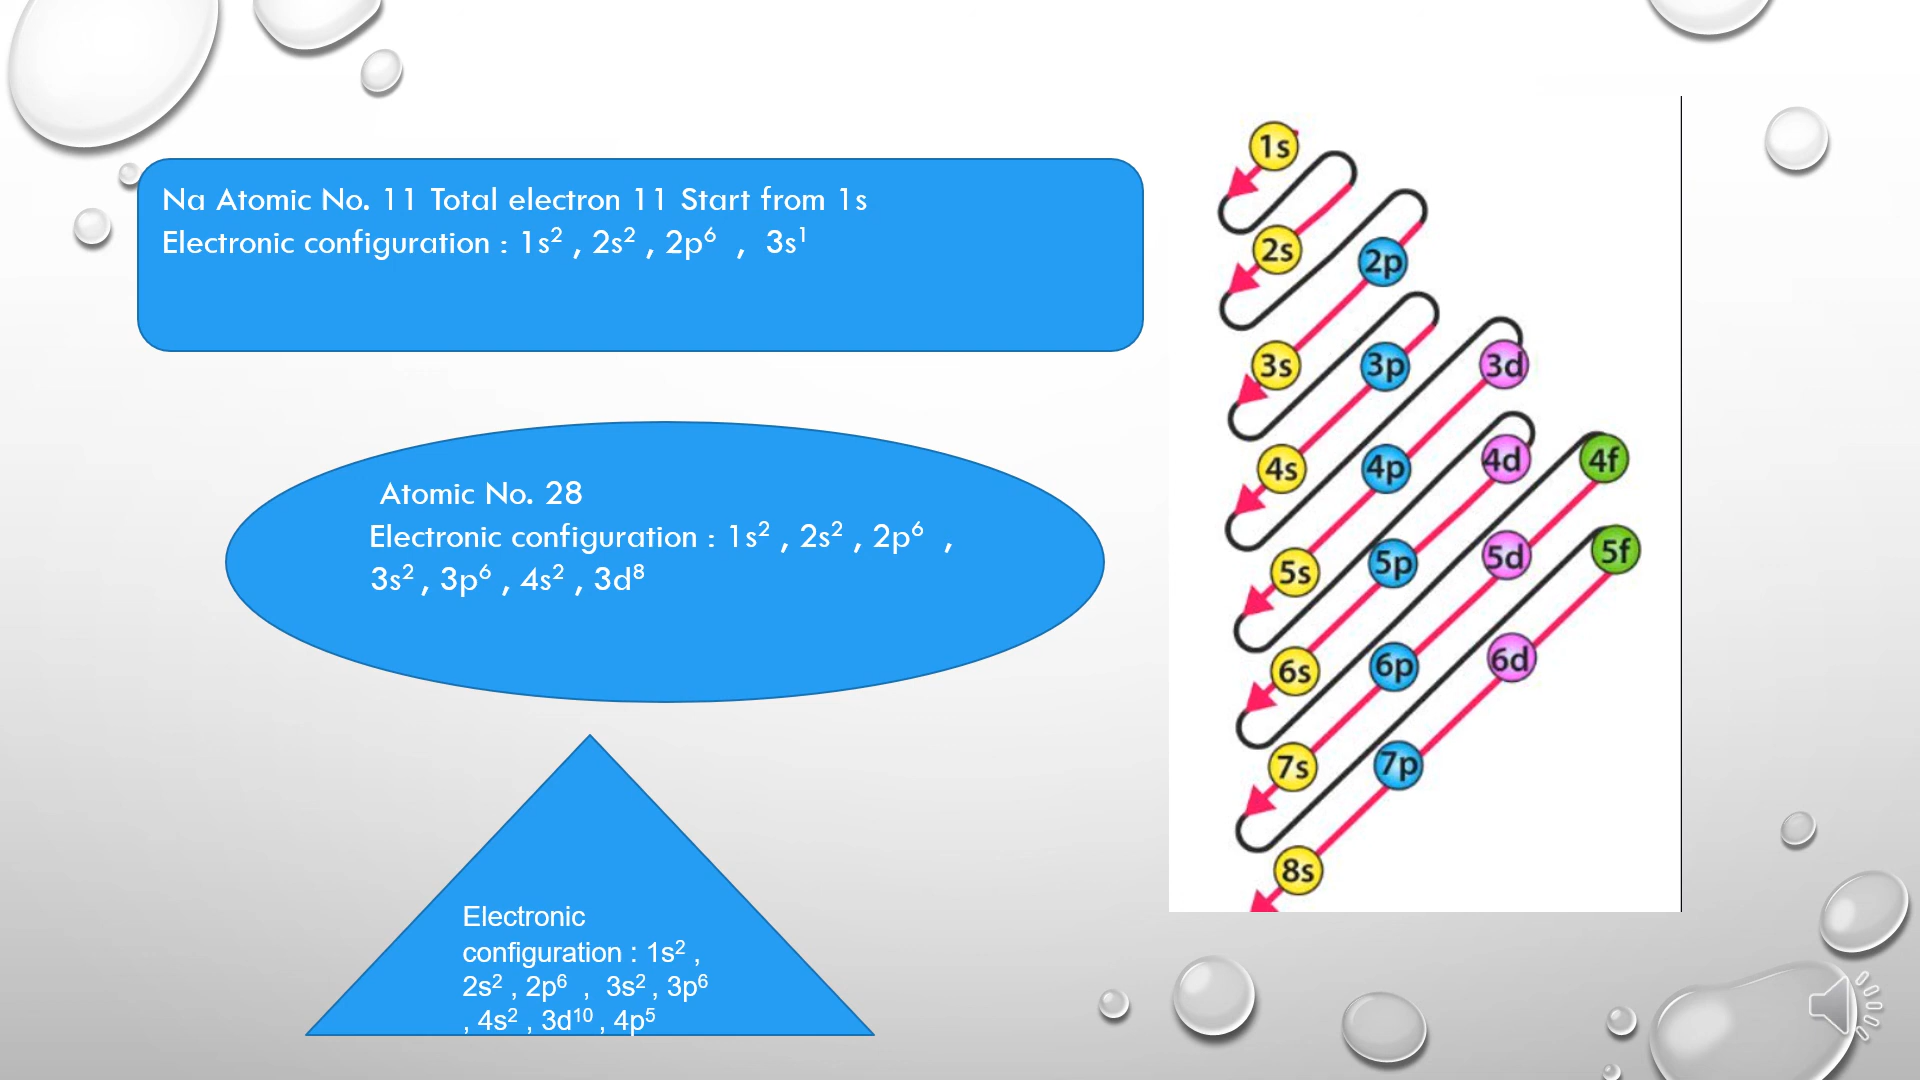 Na Atomic No. 11 Total electron 11 Start from 1s
Electronic configuration : 1s² , 2s² , 2p⁶ , 3s¹
Atomic No. 28
Electronic configuration : 1s² , 2s² , 2p⁶ ,
3s² , 3p⁶ , 4s² , 3d⁸
Electronic
configuration : 1s² ,
2s² , 2p⁶ , 3s² , 3p⁶
, 4s² , 3d¹⁰ , 4p⁵
1s
2s 2p
3s 3p 3d
4s 4p 4d 4f
5s 5p 5d 5f
6s 6p 6d
7s 7p
8s